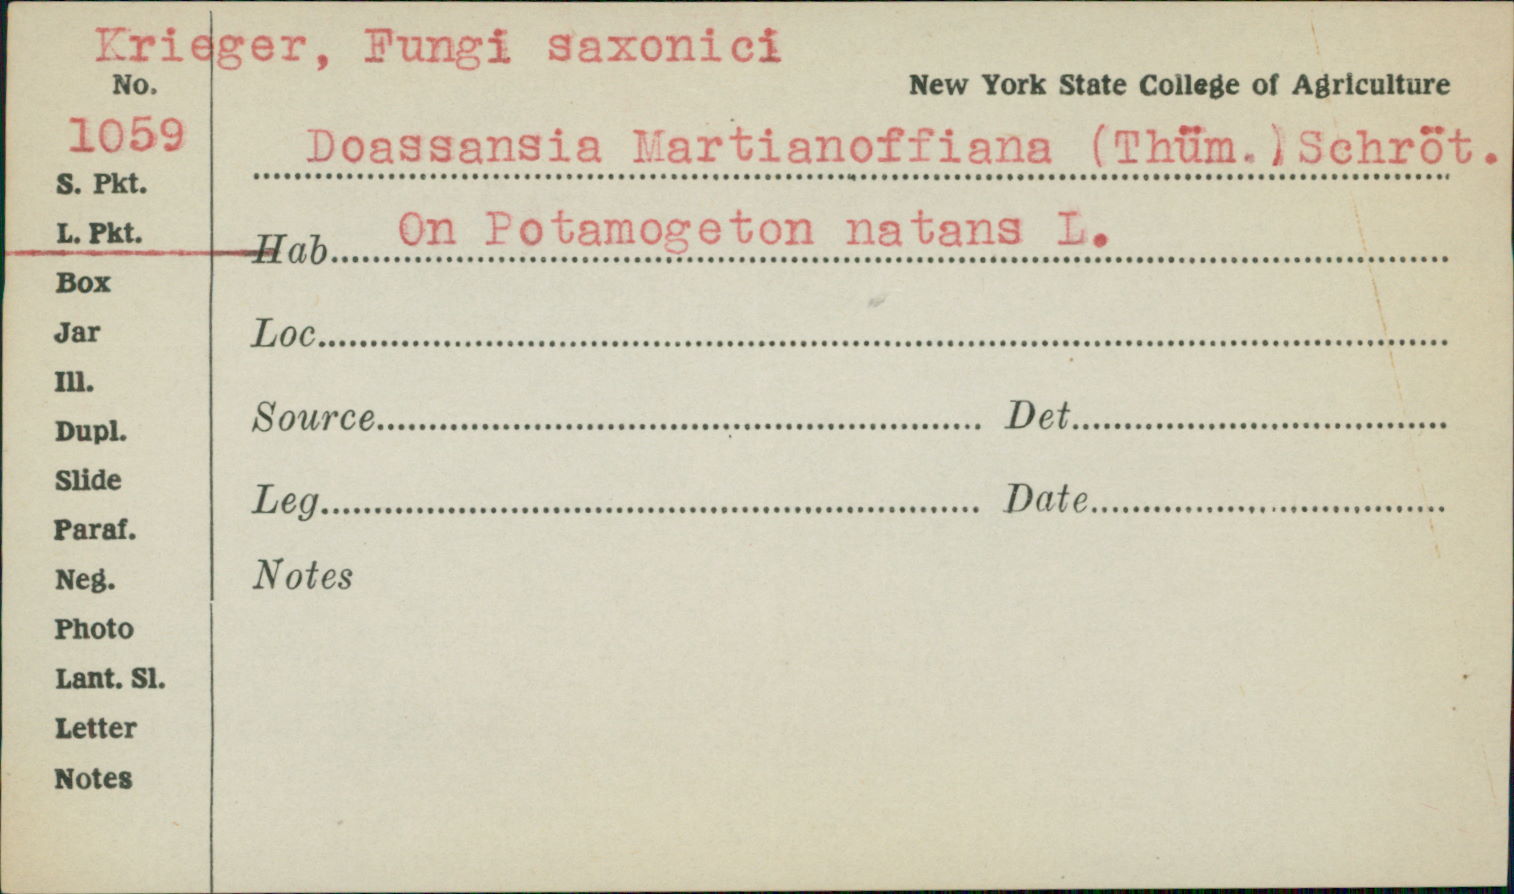 Krieger, Fungi saxonici
No.
New York State College of Agriculture
1059
Doassansia Martianoffiana (Thüm.) Schröt.
S. Pkt.
L. Pkt.
Hab. On Potamogeton natans L.
Box
Jar
Loc.
Ill.
Dupl.
Source Det.
Slide
Leg. Date
Paraf.
Neg.
Notes
Photo
Lant. Sl.
Letter
Notes